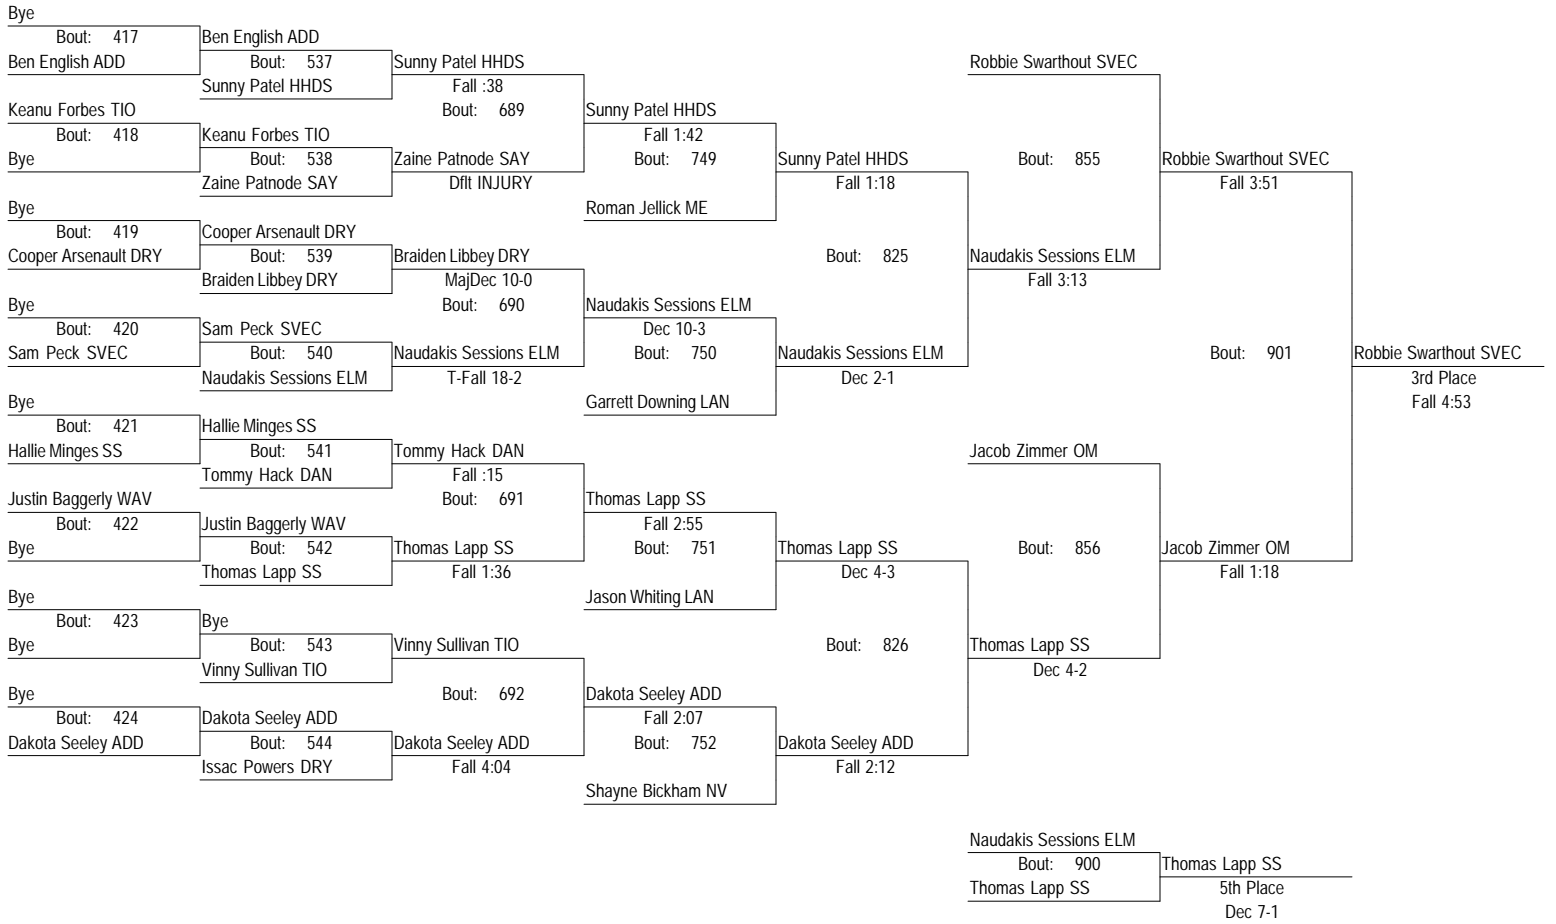 Bye
Bout: 417
Ben English ADD
Keanu Forbes TIO
Bout: 418
Bye
Bye
Bout: 419
Cooper Arsenault DRY
Bye
Bout: 420
Sam Peck SVEC
Bye
Bout: 421
Hallie Minges SS
Justin Baggerly WAV
Bout: 422
Bye
Bye
Bout: 423
Bye
Bye
Bout: 424
Dakota Seeley ADD
Ben English ADD
Bout: 537
Sunny Patel HHDS
Keanu Forbes TIO
Bout: 538
Zaine Patnode SAY
Cooper Arsenault DRY
Bout: 539
Braiden Libbey DRY
Sam Peck SVEC
Bout: 540
Naudakis Sessions ELM
Hallie Minges SS
Bout: 541
Tommy Hack DAN
Justin Baggerly WAV
Bout: 542
Thomas Lapp SS
Bye
Bout: 543
Vinny Sullivan TIO
Dakota Seeley ADD
Bout: 544
Issac Powers DRY
Sunny Patel HHDS
Fall :38
Bout: 689
Zaine Patnode SAY
Dflt INJURY
Braiden Libbey DRY
MajDec 10-0
Bout: 690
Naudakis Sessions ELM
T-Fall 18-2
Tommy Hack DAN
Fall :15
Bout: 691
Thomas Lapp SS
Fall 1:36
Vinny Sullivan TIO
Bout: 692
Dakota Seeley ADD
Fall 4:04
Sunny Patel HHDS
Fall 1:42
Bout: 749
Roman Jellick ME
Naudakis Sessions ELM
Dec 10-3
Bout: 750
Garrett Downing LAN
Thomas Lapp SS
Fall 2:55
Bout: 751
Jason Whiting LAN
Dakota Seeley ADD
Fall 2:07
Bout: 752
Shayne Bickham NV
Sunny Patel HHDS
Fall 1:18
Bout: 825
Naudakis Sessions ELM
Dec 2-1
Thomas Lapp SS
Dec 4-3
Bout: 826
Dakota Seeley ADD
Fall 2:12
Robbie Swarthout SVEC
Bout: 855
Naudakis Sessions ELM
Fall 3:13
Jacob Zimmer OM
Bout: 856
Thomas Lapp SS
Dec 4-2
Robbie Swarthout SVEC
Fall 3:51
Bout: 901
Jacob Zimmer OM
Fall 1:18
Robbie Swarthout SVEC
3rd Place
Fall 4:53
Naudakis Sessions ELM
Bout: 900
Thomas Lapp SS
Thomas Lapp SS
5th Place
Dec 7-1